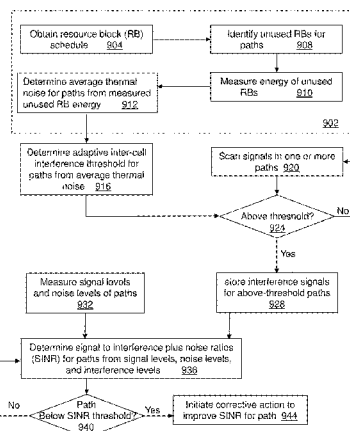 Obtain resource block (RB)
schedule 904
Identify unused RBs for
paths 908
Determine average thermal
noise for paths from measured
unused RB energy 912
Measure energy of unused
RBs 910
902
Determine adaptive inter-cell
interference threshold for
paths from average thermal
noise 916
Scan signals in one or more
paths 920
Above threshold?
924
No
Yes
Measure signal levels
and noise levels of paths
932
store interference signals
for above-threshold paths
928
Determine signal to interference plus noise ratios
(SINR) for paths from signal levels, noise levels,
and interference levels 936
No
Path
Below SINR threshold?
940
Yes
Initiate corrective action to
improve SINR for path 944